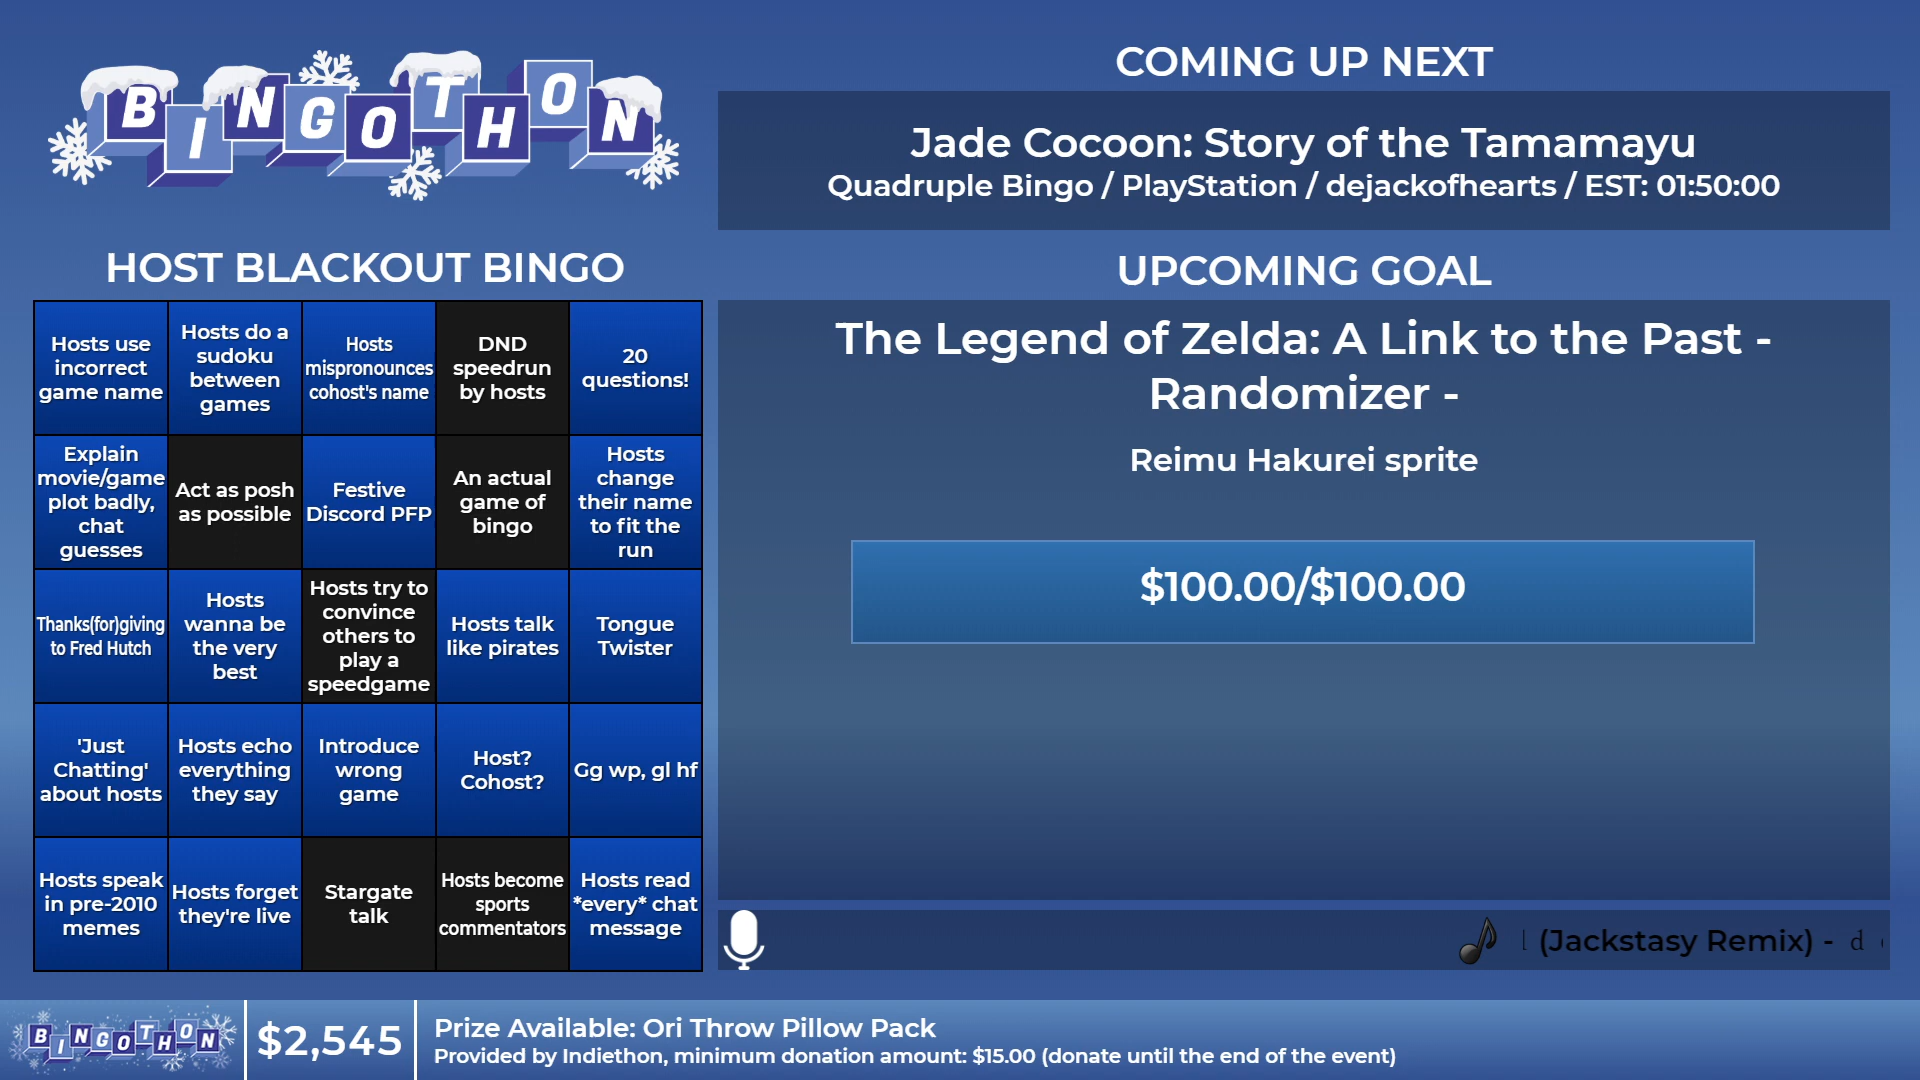 BINGOTHON
COMING UP NEXT
Jade Cocoon: Story of the Tamamayu
Quadruple Bingo / PlayStation / dejackofhearts / EST: 01:50:00
HOST BLACKOUT BINGO
Hosts use
incorrect
game name
Hosts do a
sudoku
between
games
Hosts
mispronounces
cohost's name
DND
speedrun
by hosts
20
questions!
Explain
movie/game
plot badly,
chat
guesses
Act as posh
as possible
Festive
Discord PFP
An actual
game of
bingo
Hosts
change
their name
to fit the
run
Thanks(for)giving
to Fred Hutch
Hosts
wanna be
the very
best
Hosts try to
convince
others to
play a
speedgame
Hosts talk
like pirates
Tongue
Twister
'Just
Chatting'
about hosts
Hosts echo
everything
they say
Introduce
wrong
game
Host?
Cohost?
Gg wp, gl hf
Hosts speak
in pre-2010
memes
Hosts forget
they're live
Stargate
talk
Hosts become
sports
commentators
Hosts read
*every* chat
message
UPCOMING GOAL
The Legend of Zelda: A Link to the Past -
Randomizer -
Reimu Hakurei sprite
$100.00/$100.00
(Jackstasy Remix) - d
BINGOTHON
$2,545
Prize Available: Ori Throw Pillow Pack
Provided by Indiethon, minimum donation amount: $15.00 (donate until the end of the event)